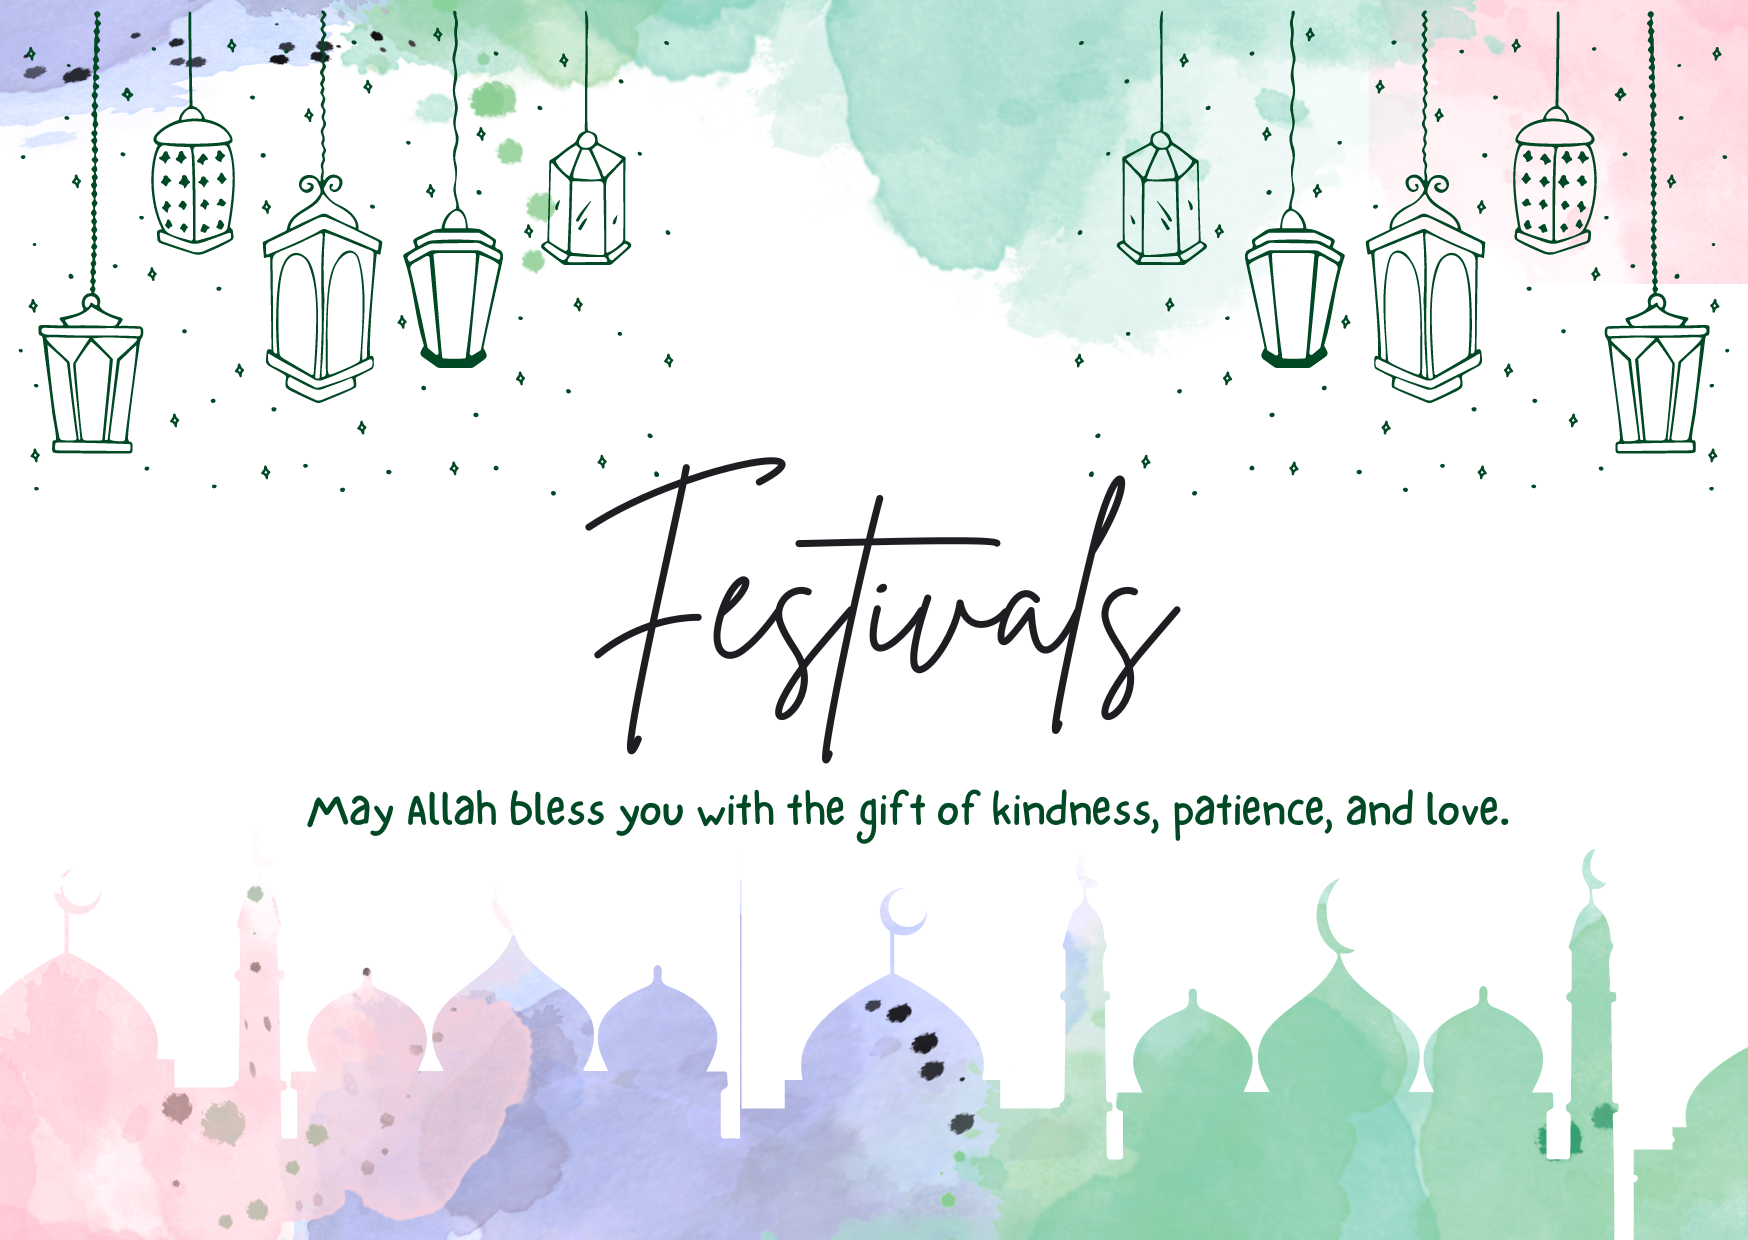 Festivals
May Allah bless you with the gift of kindness, patience, and love.